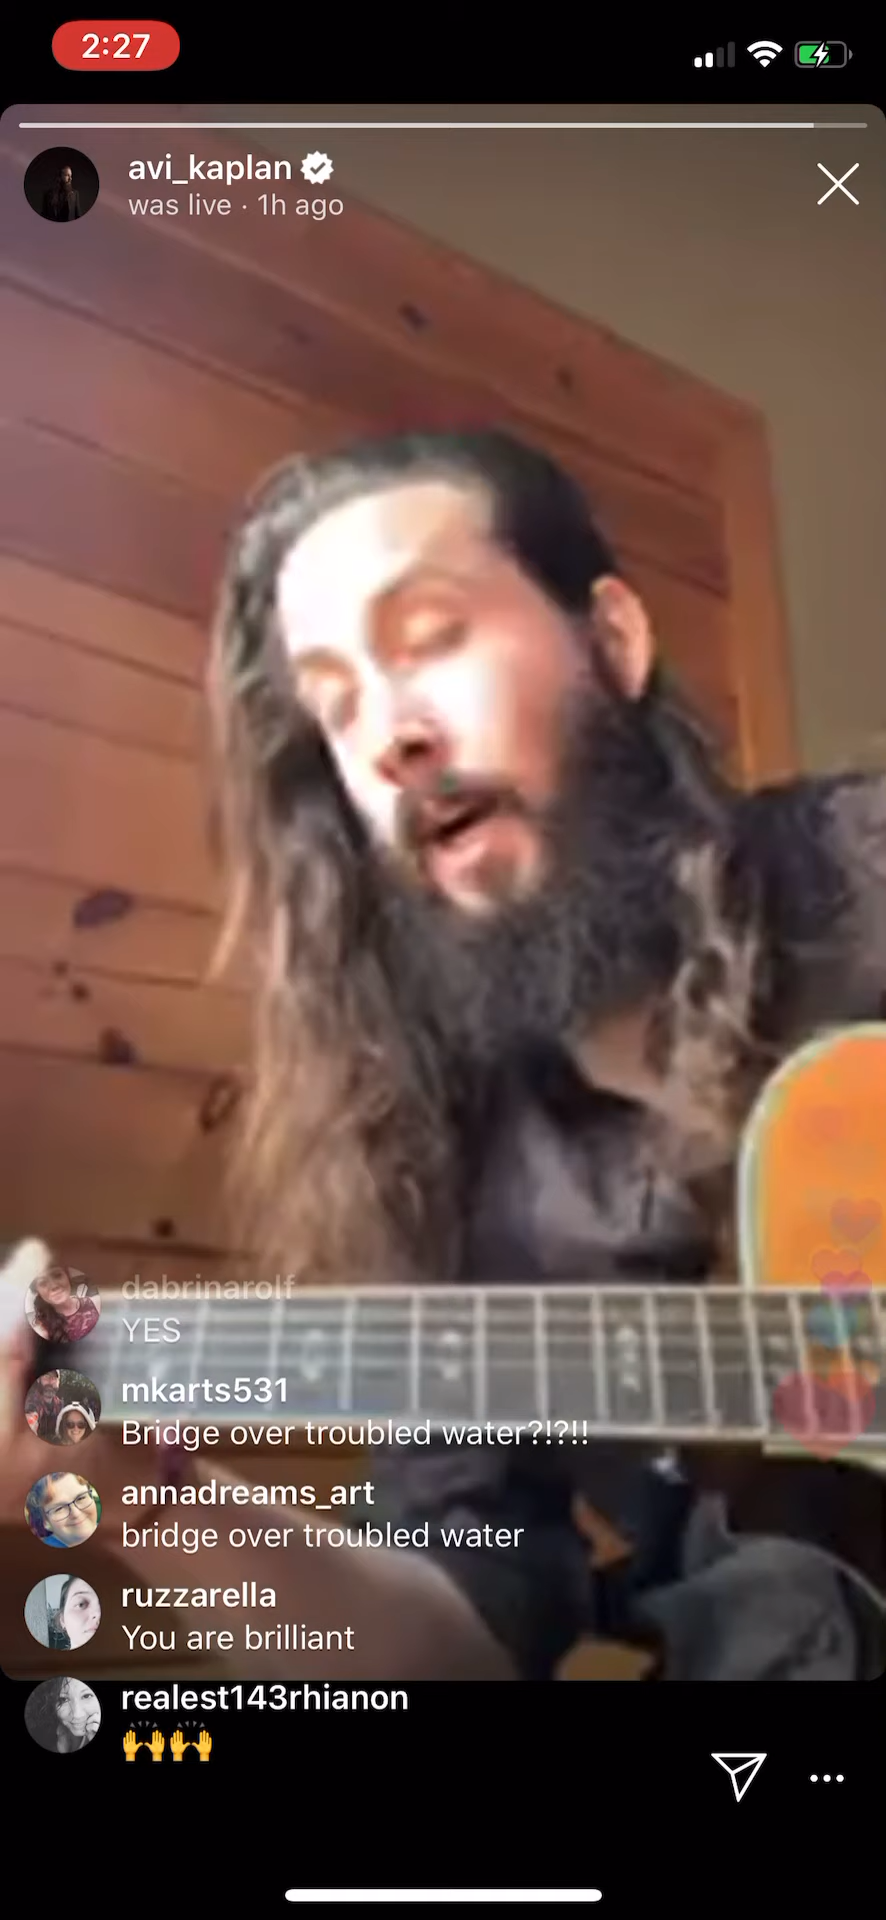 2:27
avi_kaplan
was live · 1h ago
dabrinarolf
YES
mkarts531
Bridge over troubled water?!?!!
annadreams_art
bridge over troubled water
ruzzarella
You are brilliant
realest143rhianon
🙌🙌